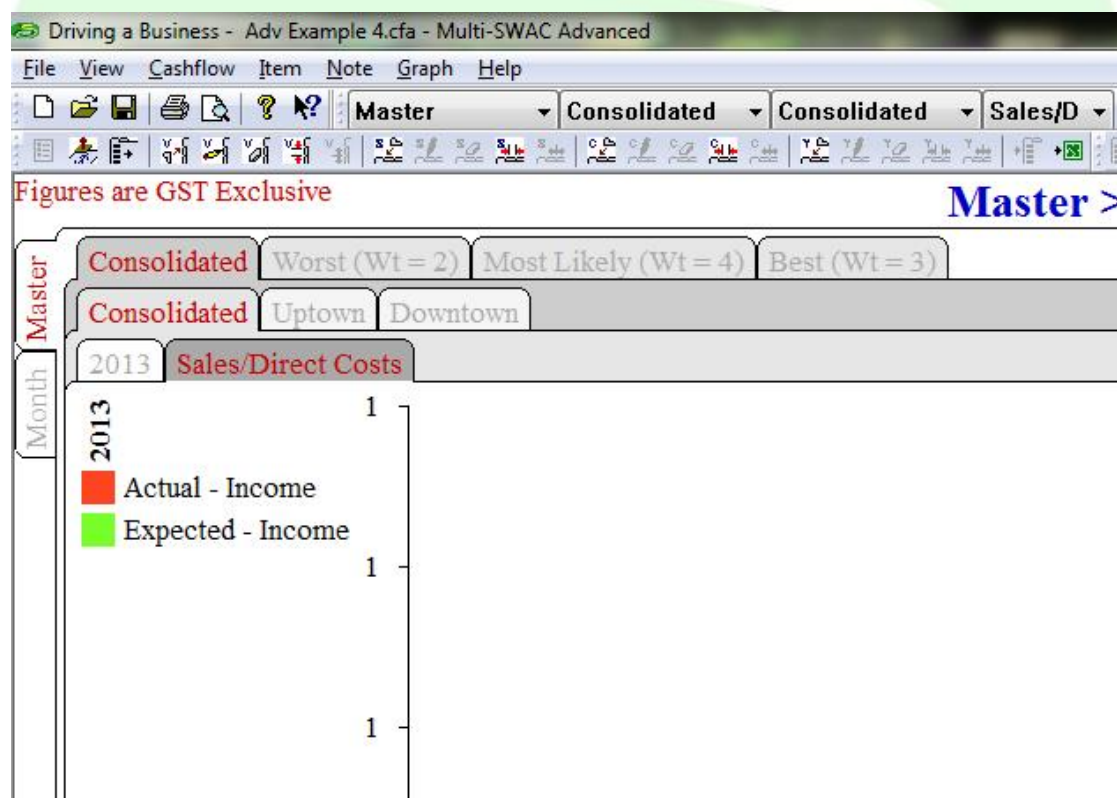 Driving a Business - Adv Example 4.cfa - Multi-SWAC Advanced
File View Cashflow Item Note Graph Help
Master Consolidated Consolidated Sales/D
Figures are GST Exclusive
Master >
Master
Month
Consolidated Worst (Wt = 2) Most Likely (Wt = 4) Best (Wt = 3)
Consolidated Uptown Downtown
2013 Sales/Direct Costs
2013
1
Actual - Income
Expected - Income
1
1